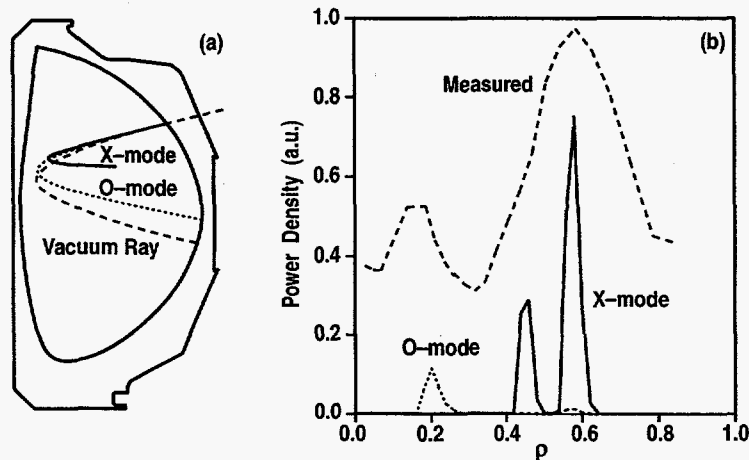 (a)
X–mode
O–mode
Vacuum Ray
(b)
Measured
X–mode
O–mode
Power Density (a.u.)
1.0
0.8
0.6
0.4
0.2
0.0
0.0 0.2 0.4 0.6 0.8 1.0
ρ